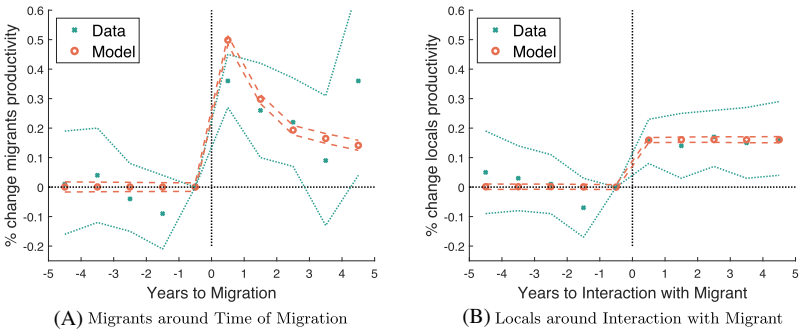 % change migrants productivity
0.6
0.5
0.4
0.3
0.2
0.1
0
-0.1
-0.2
Data
Model
-5 -4 -3 -2 -1 0 1 2 3 4 5
Years to Migration
(A) Migrants around Time of Migration
% change locals productivity
0.6
0.5
0.4
0.3
0.2
0.1
0
-0.1
-0.2
Data
Model
-5 -4 -3 -2 -1 0 1 2 3 4 5
Years to Interaction with Migrant
(B) Locals around Interaction with Migrant